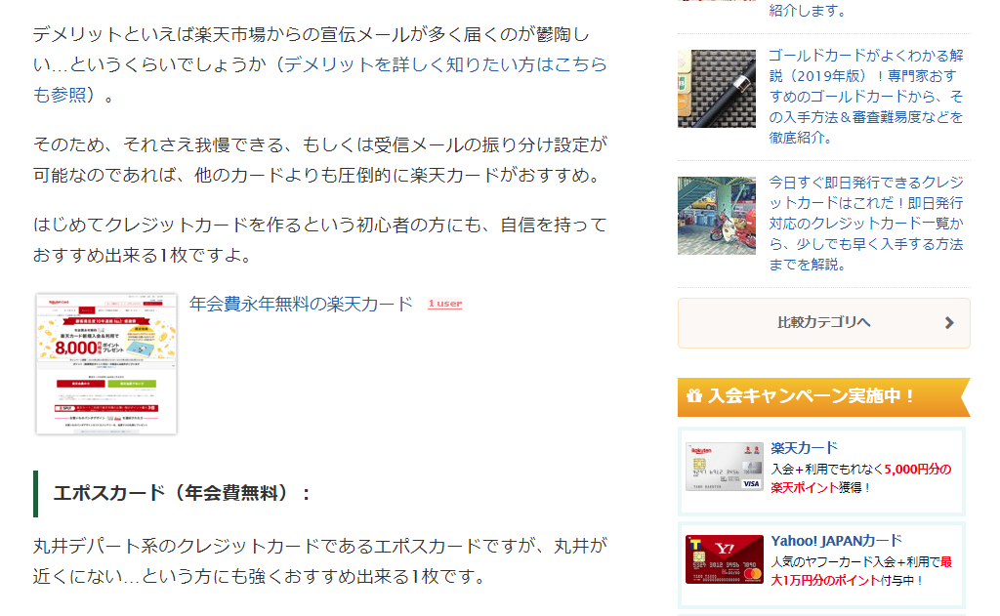 デメリットといえば楽天市場からの宣伝メールが多く届くのが鬱陶し
い…というくらいでしょうか（デメリットを詳しく知りたい方はこちら
も参照）。
そのため、それさえ我慢できる、もしくは受信メールの振り分け設定が
可能なのであれば、他のカードよりも圧倒的に楽天カードがおすすめ。
はじめてクレジットカードを作るという初心者の方にも、自信を持って
おすすめ出来る1枚ですよ。
年会費永年無料の楽天カード 1 user
楽天カード新規入会&利用で
8,000
ポイント
プレゼント
エポスカード（年会費無料）：
丸井デパート系のクレジットカードであるエポスカードですが、丸井が
近くにない…という方にも強くおすすめ出来る1枚です。
紹介します。
ゴールドカードがよくわかる解
説（2019年版）！専門家おす
すめのゴールドカードから、そ
の入手方法＆審査難易度などを
徹底紹介。
今日すぐ即日発行できるクレジ
ットカードはこれだ！即日発行
対応のクレジットカード一覧か
ら、少しでも早く入手する方法
までを解説。
比較カテゴリへ
入会キャンペーン実施中！
Rakuten
VISA
楽天カード
入会＋利用でもれなく5,000円分の
楽天ポイント獲得！
Y!
Yahoo! JAPANカード
人気のヤフーカード入会＋利用で最
大1万円分のポイント付与中！